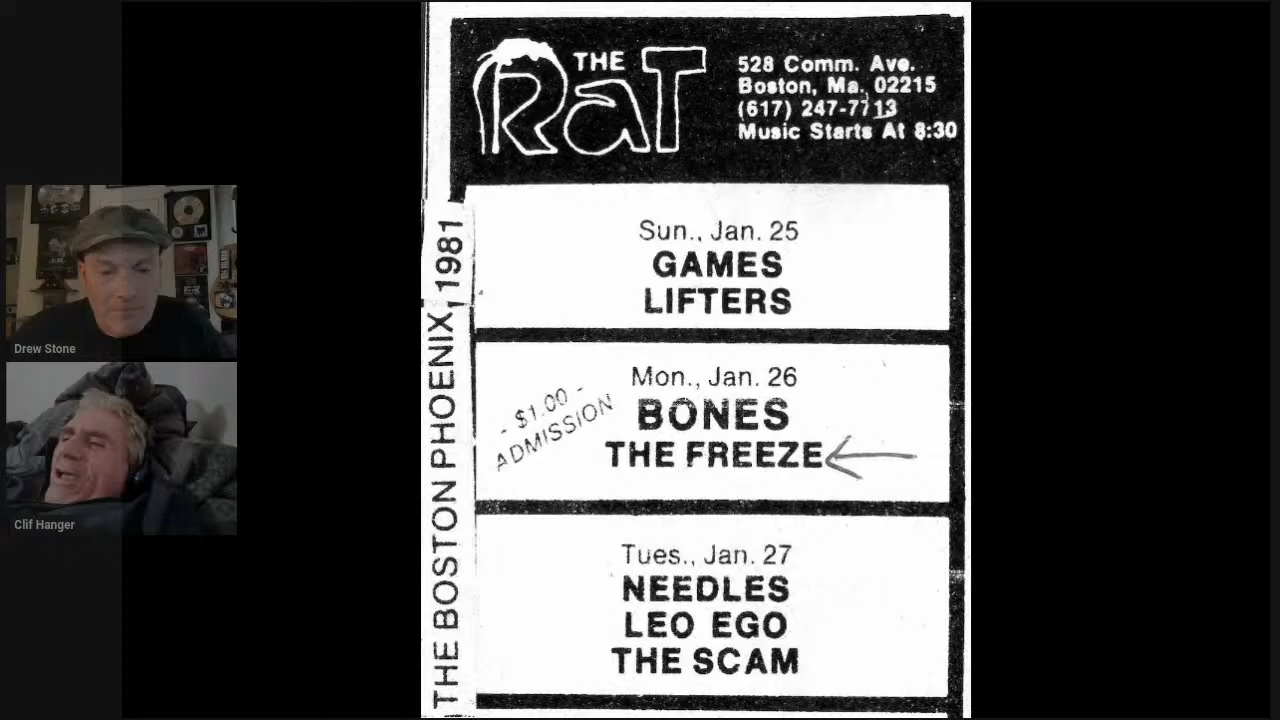 THE RaT
528 Comm. Ave.
Boston, Ma. 02215
(617) 247-7713
Music Starts At 8:30
THE BOSTON PHOENIX, 1981
Sun., Jan. 25
GAMES
LIFTERS
Mon., Jan. 26
- $1.00 -
ADMISSION
BONES
THE FREEZE
Tues., Jan. 27
NEEDLES
LEO EGO
THE SCAM
Drew Stone
Clif Hanger